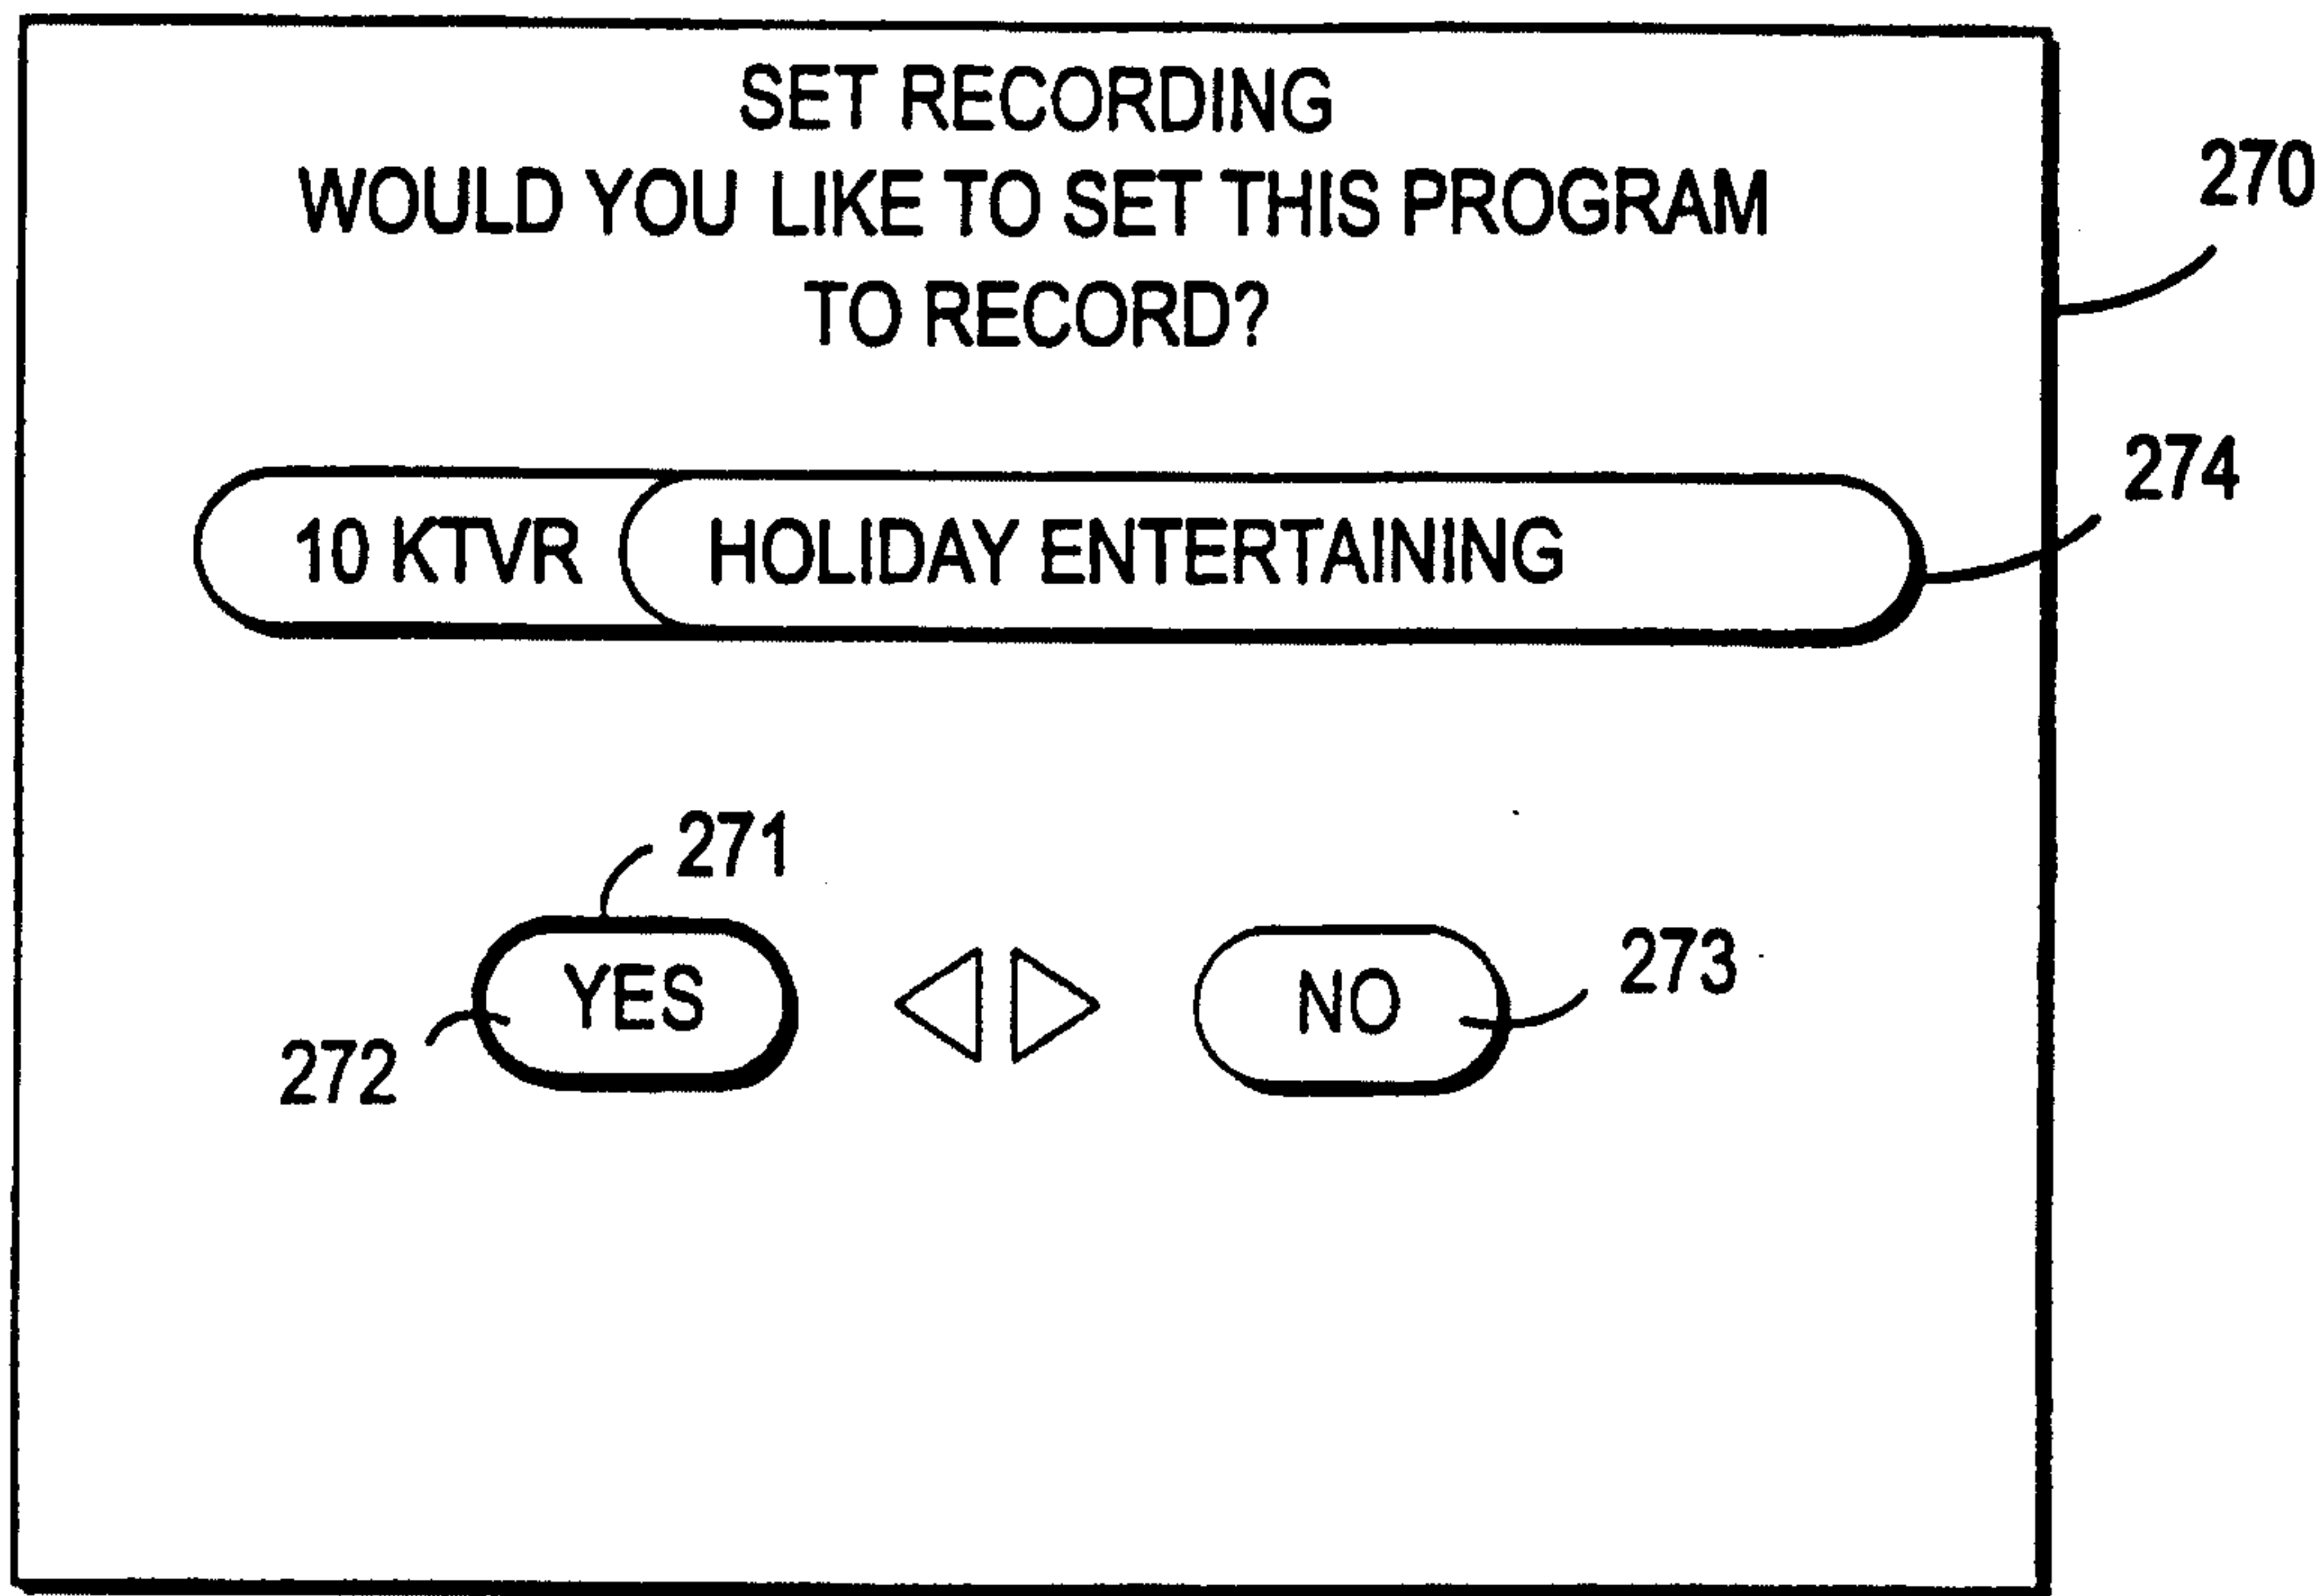 SET RECORDING
WOULD YOU LIKE TO SET THIS PROGRAM
TO RECORD?
270
274
10 KTVR HOLIDAY ENTERTAINING
271
YES
NO
273
272